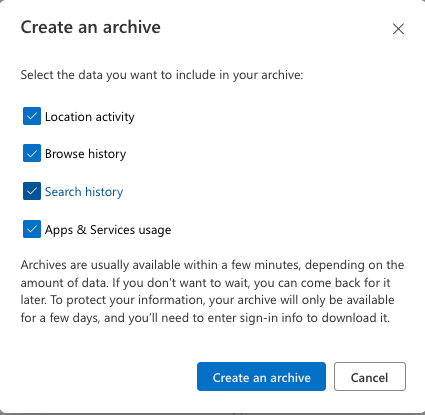 Create an archive
Select the data you want to include in your archive:
Location activity
Browse history
Search history
Apps & Services usage
Archives are usually available within a few minutes, depending on the
amount of data. If you don't want to wait, you can come back for it
later. To protect your information, your archive will only be available
for a few days, and you'll need to enter sign-in info to download it.
Create an archive
Cancel